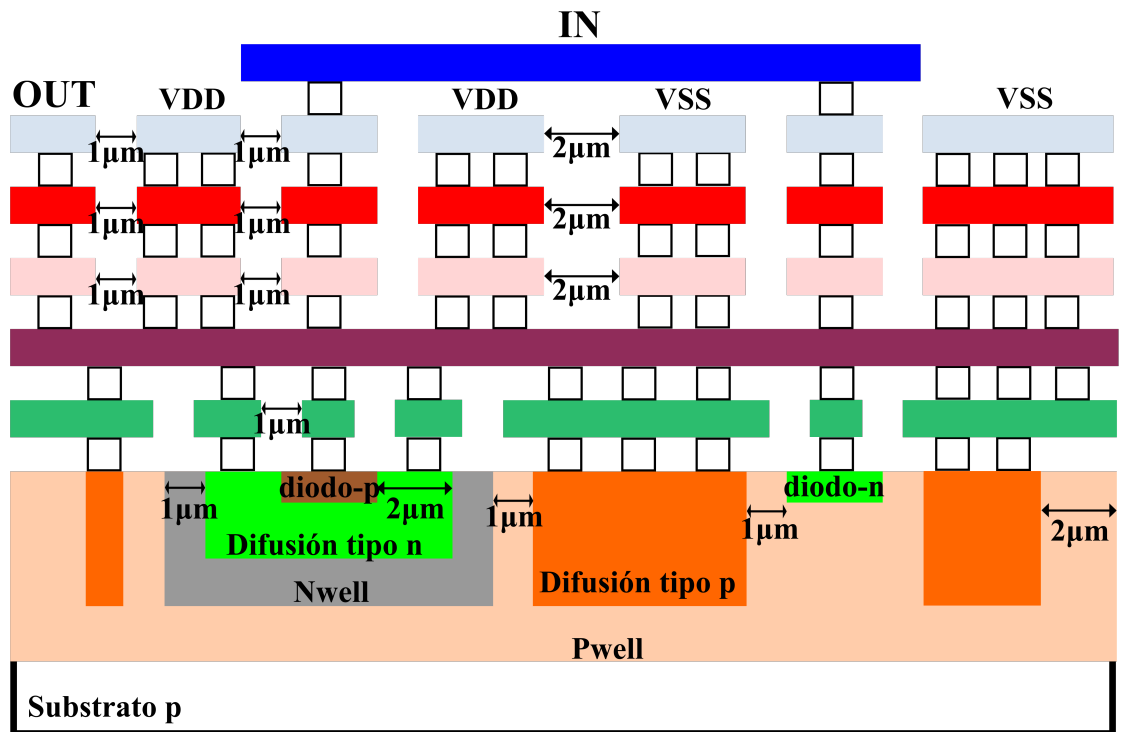 IN
OUT
VDD
VDD
VSS
VSS
1μm
1μm
2μm
1μm
1μm
2μm
1μm
1μm
2μm
1μm
diodo-p
diodo-n
1μm
2μm
1μm
1μm
2μm
Difusión tipo n
Difusión tipo p
Nwell
Pwell
Substrato p